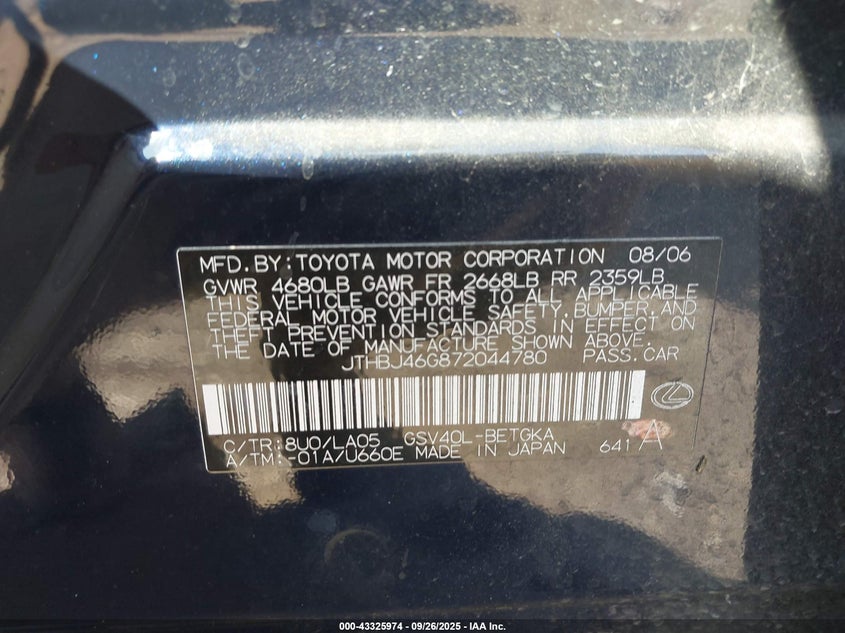 MFD.BY:TOYOTA MOTOR CORPORATION 08/06
GVWR 4680LB GAWR FR 2668LB RR 2359LB
THIS VEHICLE CONFORMS TO ALL APPLICABLE
FEDERAL MOTOR VEHICLE SAFETY,BUMPER,AND
THEFT PREVENTION STANDARDS IN EFFECT ON
THE DATE OF MANUFACTURE SHOWN ABOVE.
JTHBJ46G872044780 PASS.CAR
C/TR:8U0/LA05 GSV40L-BETGKA
A/TM:-01A/U660E MADE IN JAPAN 641 A
000-43325974 - 09/26/2025 - IAA Inc.